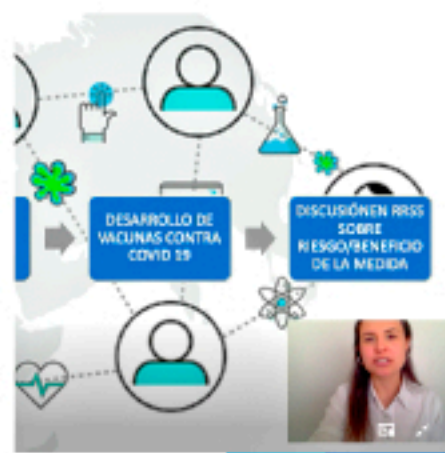 DESARROLLO DE
VACUNAS CONTRA
COVID 19
DISCUSIÓNEN RRSS
SOBRE
RIESGO/BENEFICIO
DE LA MEDIDA